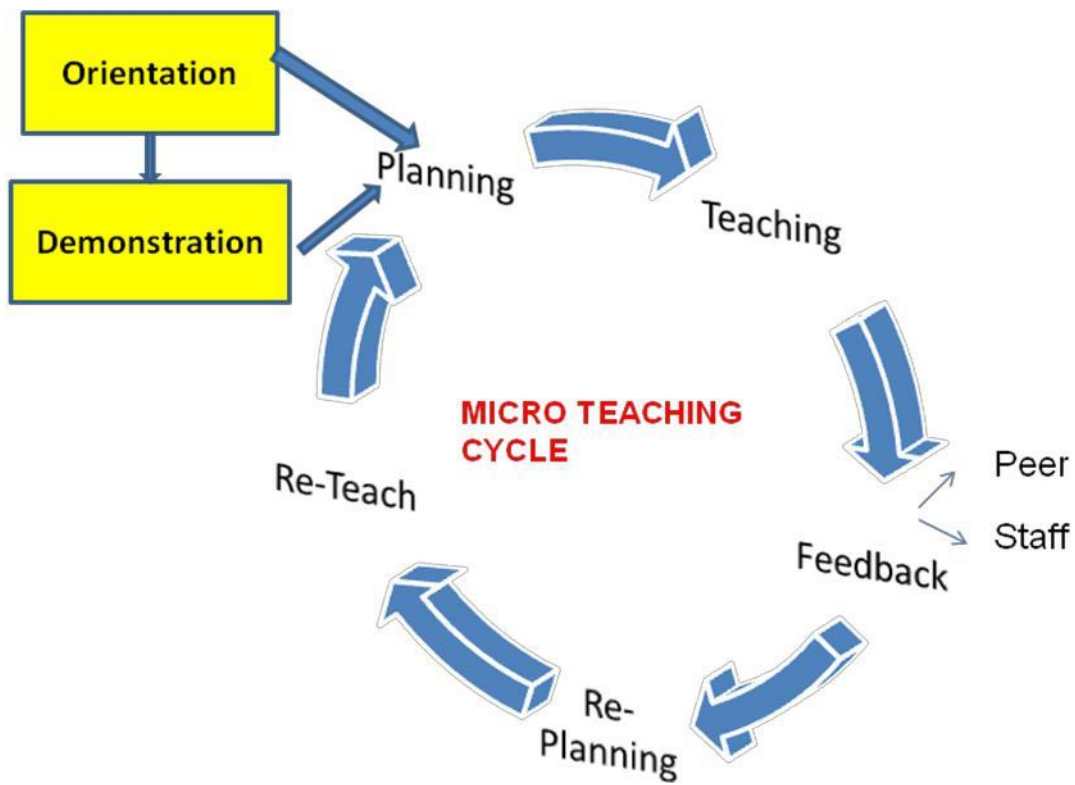 Orientation
Demonstration
Planning
Teaching
MICRO TEACHING
CYCLE
Peer
Staff
Feedback
Re-
Planning
Re-Teach